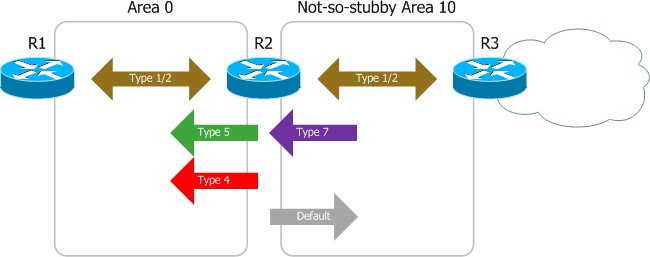 Area 0
Not-so-stubby Area 10
R1
R2
R3
Type 1/2
Type 1/2
Type 5
Type 7
Type 4
Default